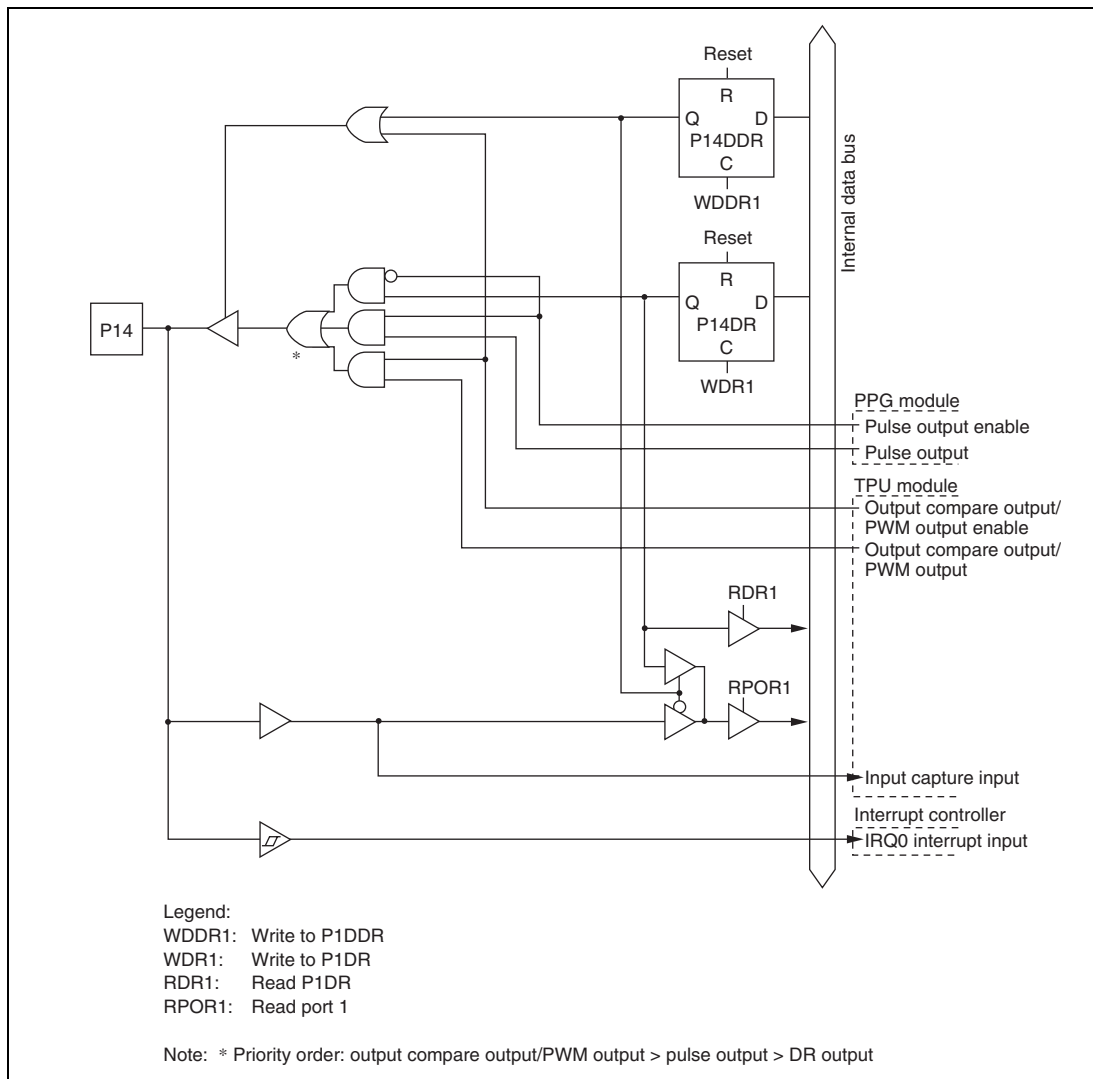 Reset
R
Q D
P14DDR
C
WDDR1
Internal data bus
Reset
R
Q D
P14DR
C
WDR1
P14
*
PPG module
Pulse output enable
Pulse output
TPU module
Output compare output/
PWM output enable
Output compare output/
PWM output
RDR1
RPOR1
Input capture input
Interrupt controller
IRQ0 interrupt input
Legend:
WDDR1: Write to P1DDR
WDR1: Write to P1DR
RDR1: Read P1DR
RPOR1: Read port 1
Note: * Priority order: output compare output/PWM output > pulse output > DR output